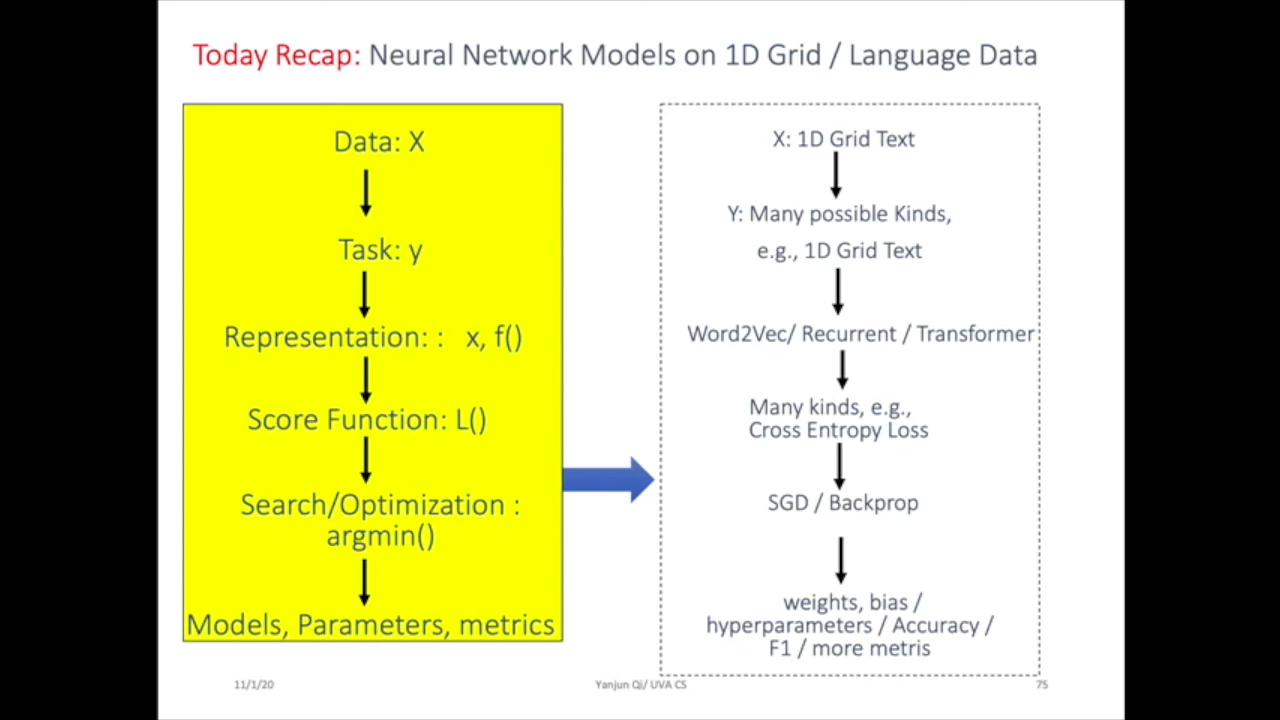 Today Recap: Neural Network Models on 1D Grid / Language Data
Data: X
Task: y
Representation: : x, f()
Score Function: L()
Search/Optimization :
argmin()
Models, Parameters, metrics
X: 1D Grid Text
Y: Many possible Kinds,
e.g., 1D Grid Text
Word2Vec/ Recurrent / Transformer
Many kinds, e.g.,
Cross Entropy Loss
SGD / Backprop
weights, bias /
hyperparameters / Accuracy /
F1 / more metris
11/1/20
Yanjun Qi/ UVA CS
75